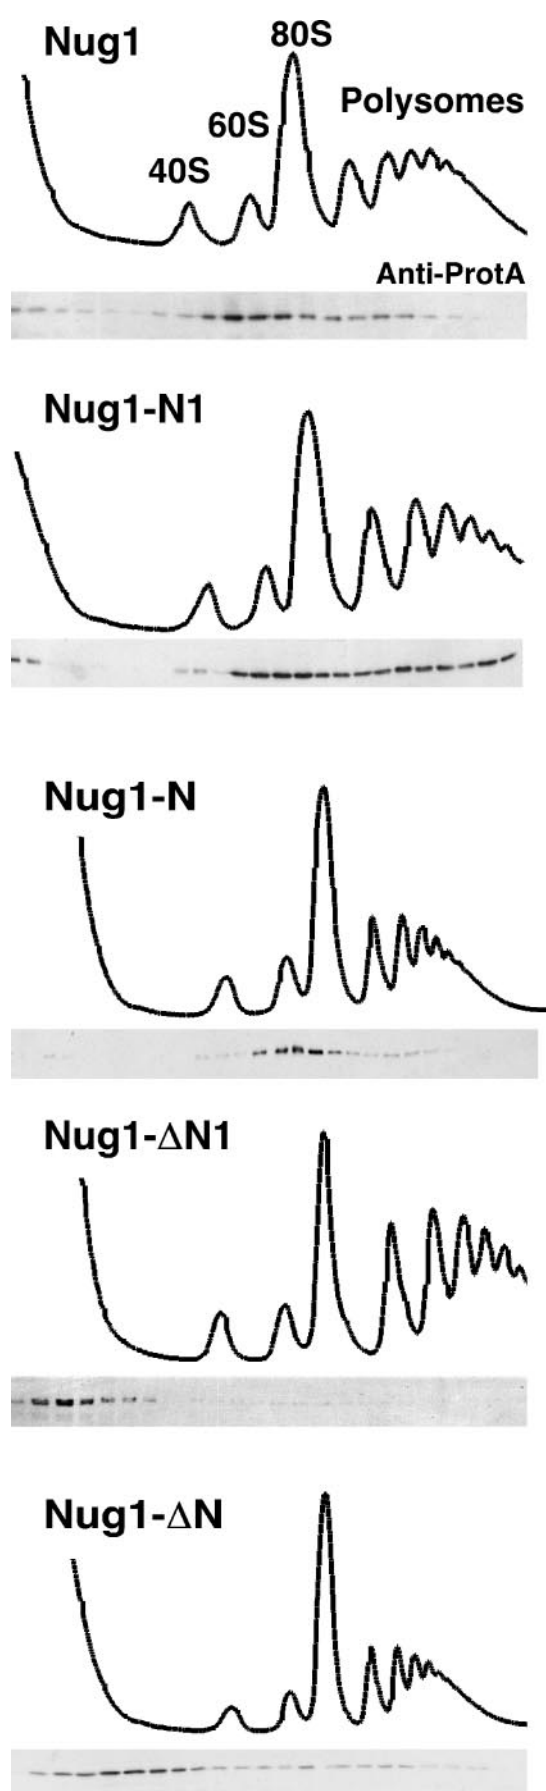 Nug1
80S
Polysomes
60S
40S
Anti-ProtA
Nug1-N1
Nug1-N
Nug1-ΔN1
Nug1-ΔN